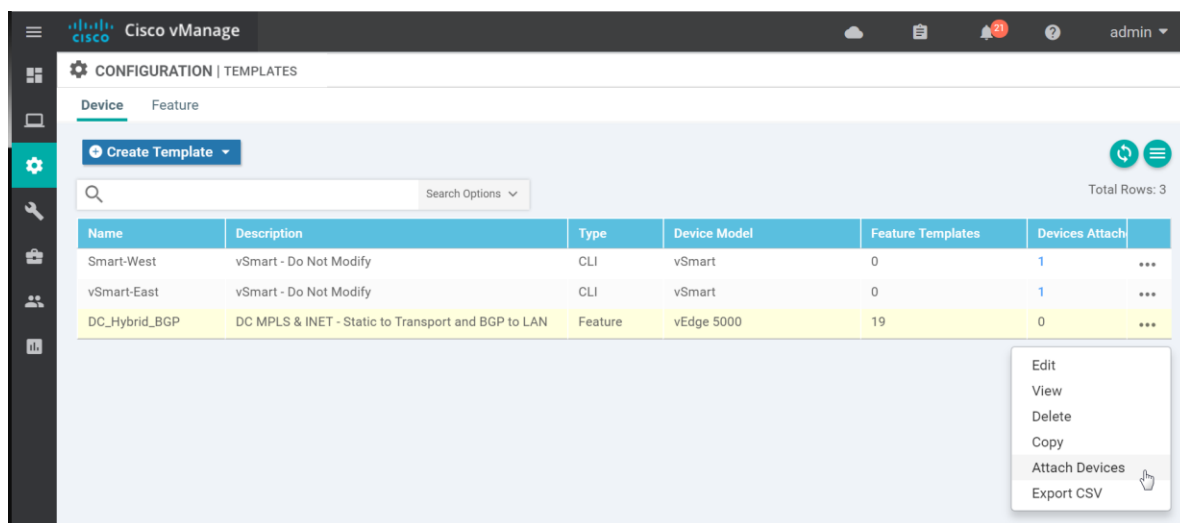 cisco Cisco vManage 21 admin
CONFIGURATION | TEMPLATES
Device Feature
Create Template
Search Options Total Rows: 3
Name Description Type Device Model Feature Templates Devices Attach
Smart-West vSmart - Do Not Modify CLI vSmart 0 1
vSmart-East vSmart - Do Not Modify CLI vSmart 0 1
DC_Hybrid_BGP DC MPLS & INET - Static to Transport and BGP to LAN Feature vEdge 5000 19 0
Edit
View
Delete
Copy
Attach Devices
Export CSV